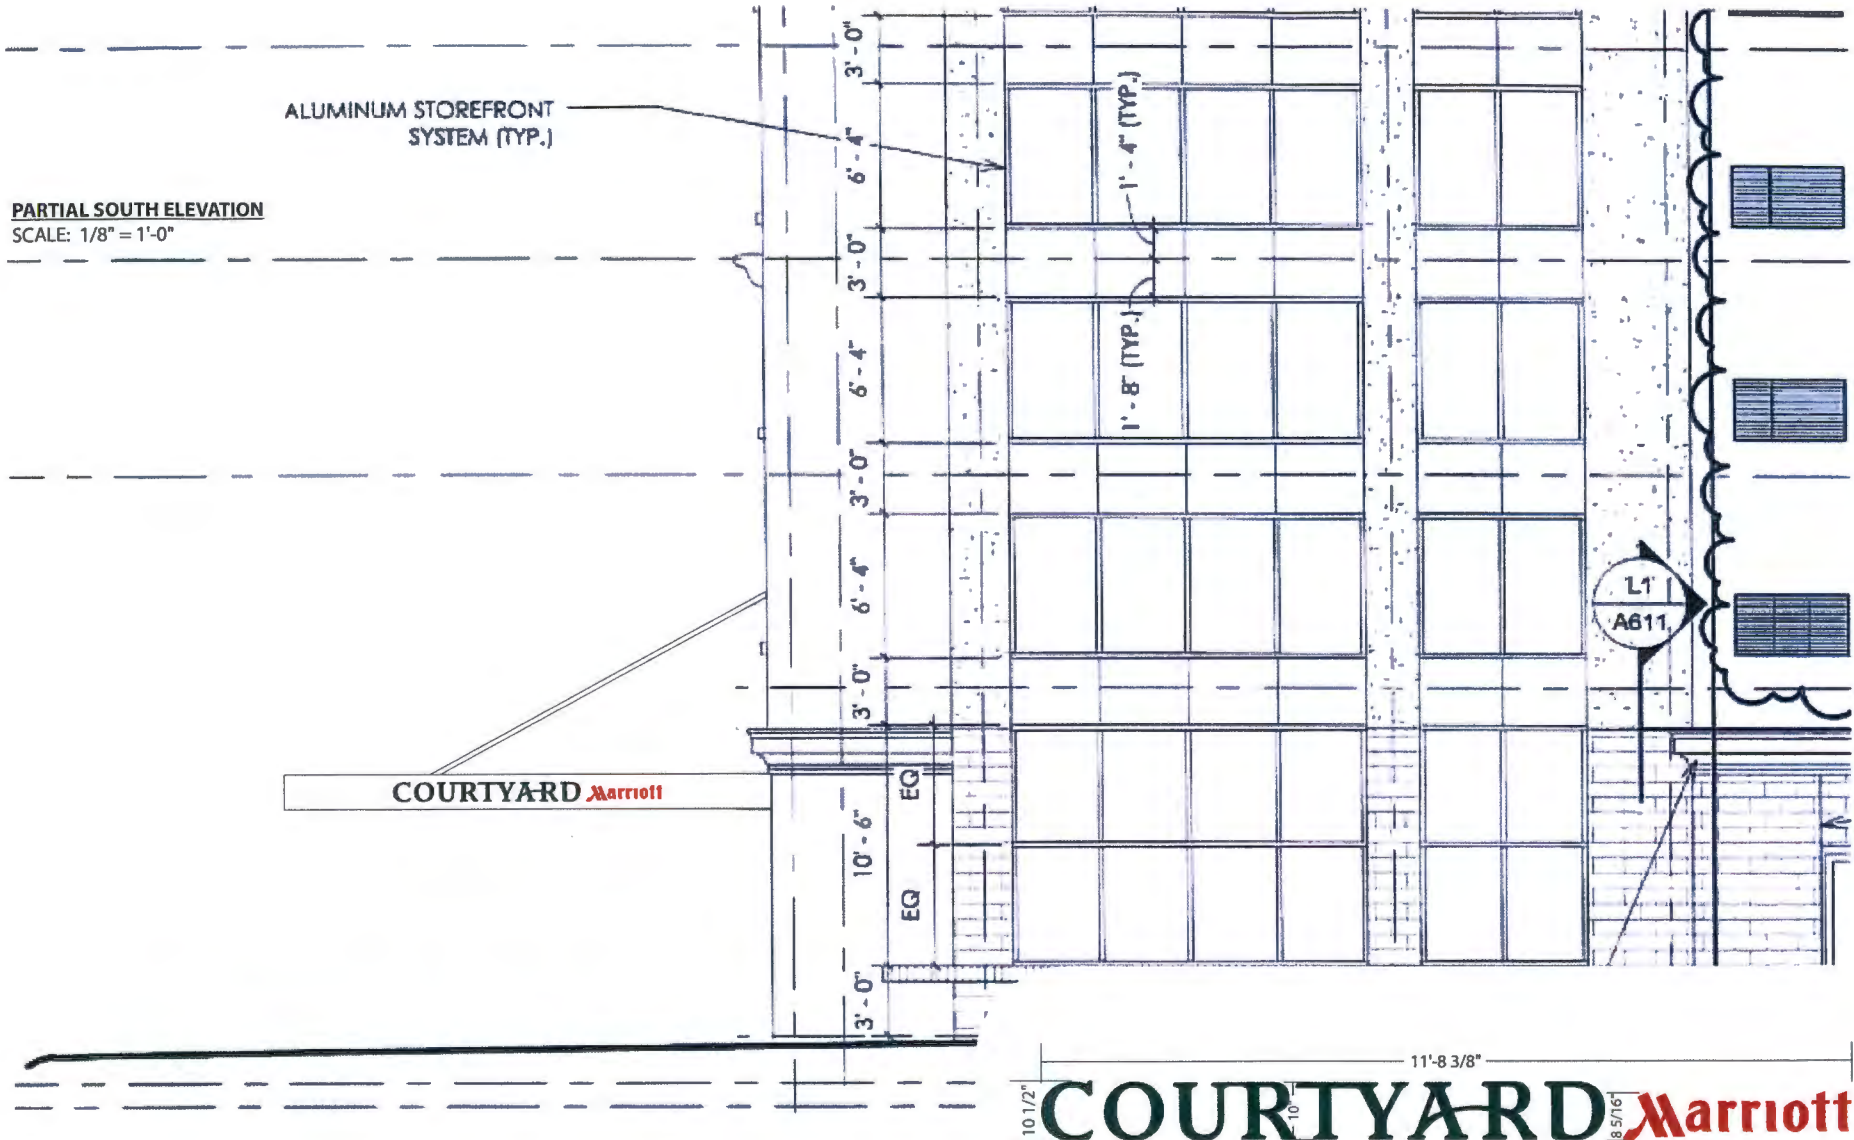 3' - 0"
ALUMINUM STOREFRONT
SYSTEM (TYP.)
6' - 4"
1' - 4" (TYP.)
PARTIAL SOUTH ELEVATION
SCALE: 1/8" = 1'-0"
3' - 0"
1' - 8" (TYP.)
6' - 4"
3' - 0"
6' - 4"
L1
A611
3' - 0"
COURTYARD Marriott
EQ
10' - 6"
EQ
3' - 0"
11'-8 3/8"
10 1/2"
COURTYARD Marriott
10"
8 5/16"